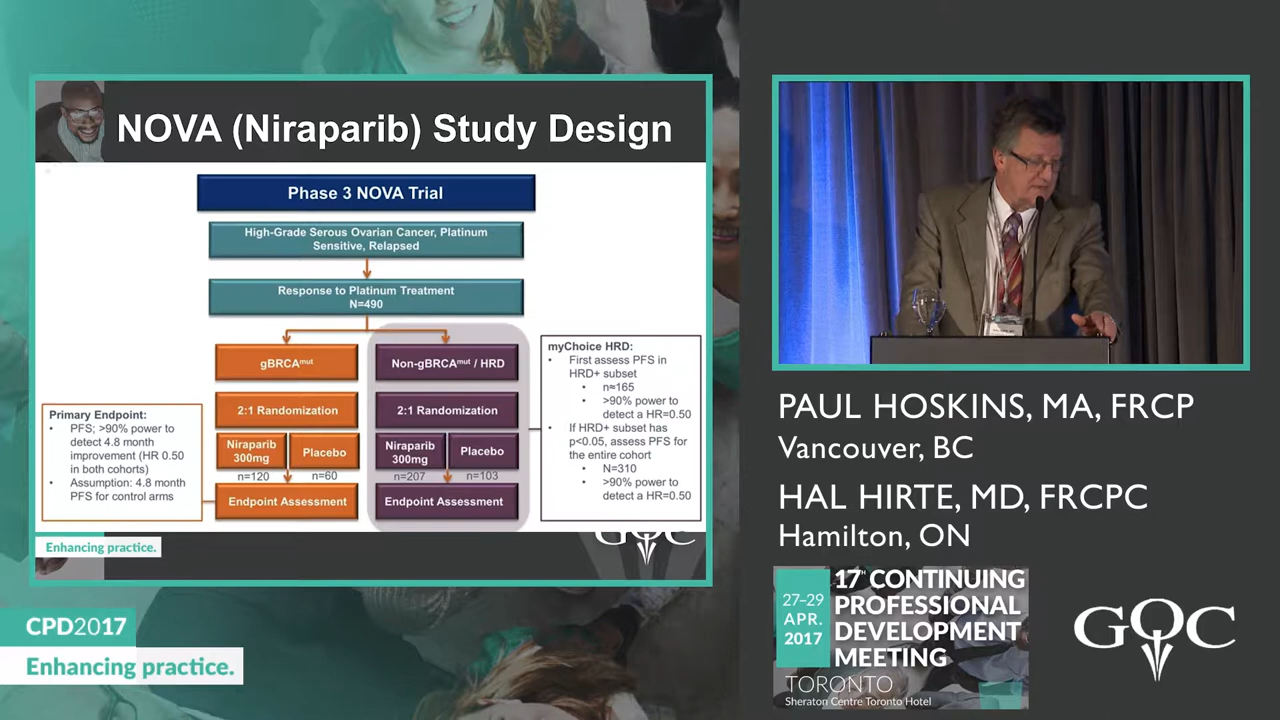 NOVA (Niraparib) Study Design
Phase 3 NOVA Trial
High-Grade Serous Ovarian Cancer, Platinum
Sensitive, Relapsed
Response to Platinum Treatment
N=490
gBRCAmut
Non-gBRCAmut / HRD
2:1 Randomization
2:1 Randomization
Niraparib
300mg
Placebo
Niraparib
300mg
Placebo
n=120
n=60
n=207
n=103
Endpoint Assessment
Endpoint Assessment
Primary Endpoint:
• PFS; >90% power to
detect 4.8 month
improvement (HR 0.50
in both cohorts)
• Assumption: 4.8 month
PFS for control arms
myChoice HRD:
• First assess PFS in
HRD+ subset
• n≈165
• >90% power to
detect a HR=0.50
• If HRD+ subset has
p<0.05, assess PFS for
the entire cohort
• N=310
• >90% power to
detect a HR=0.50
Enhancing practice.
GOC
CPD2017
Enhancing practice.
PAUL HOSKINS, MA, FRCP
Vancouver, BC
HAL HIRTE, MD, FRCPC
Hamilton, ON
27–29
APR.
2017
17TH CONTINUING
PROFESSIONAL
DEVELOPMENT
MEETING
TORONTO
Sheraton Centre Toronto Hotel
GOC